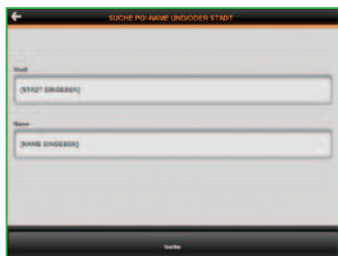 SUCHE POI-NAME UND/ODER STADT
Stadt
[STADT EINGEBEN]
Name
[NAME EINGEBEN]
Suche